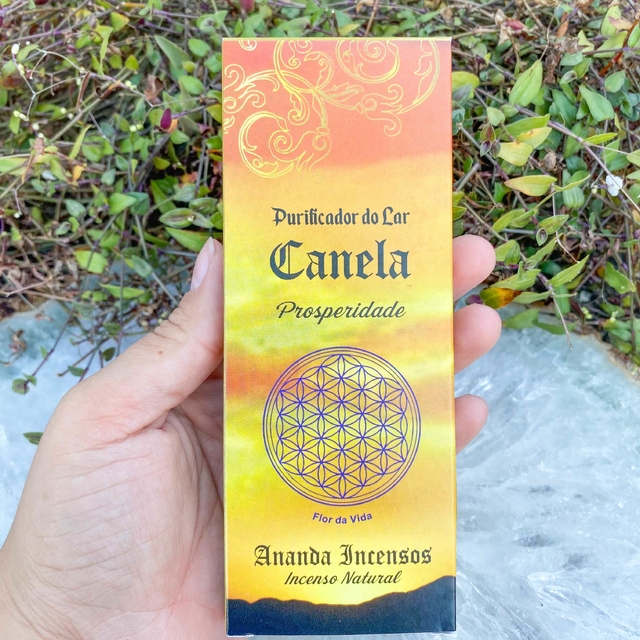 Purificador do Lar
Canela
Prosperidade
Flor da Vida
Ananda Incensos
Incenso Natural